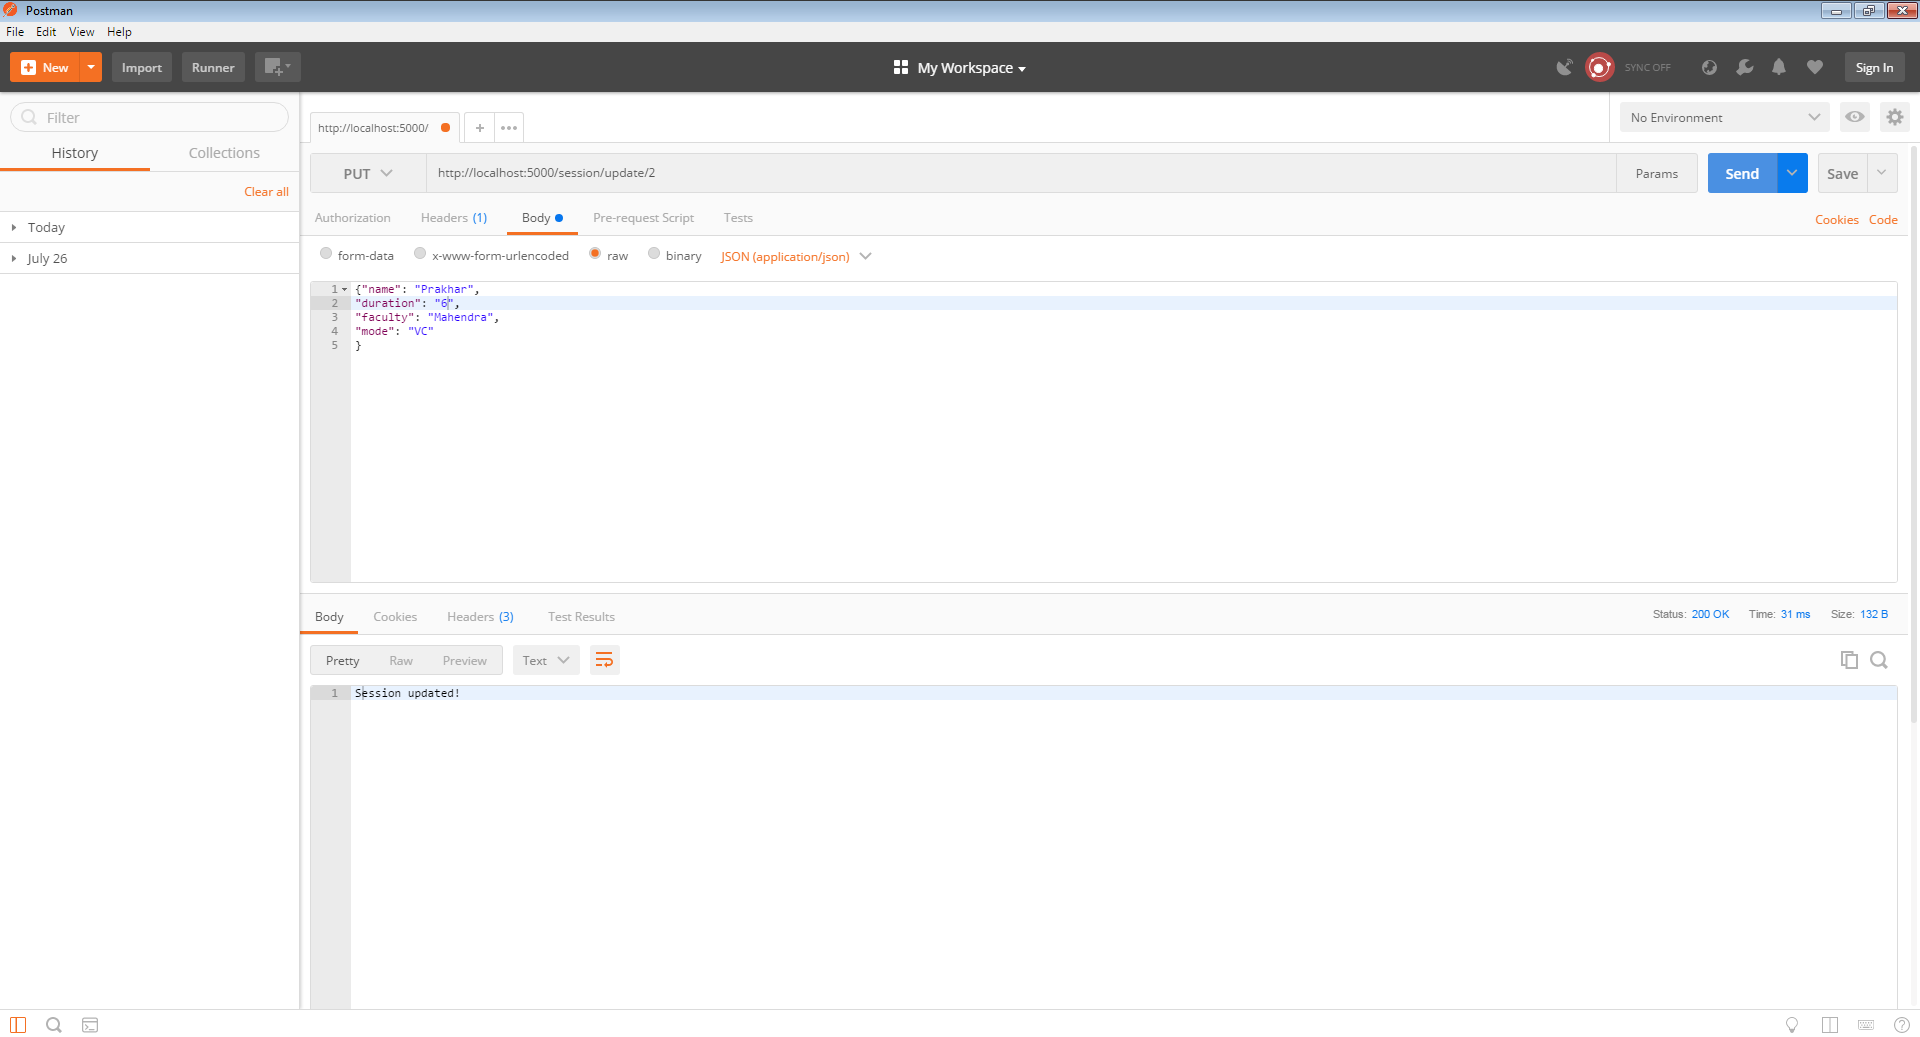 Postman
File Edit View Help
New Import Runner My Workspace SYNC OFF Sign In
Filter
History Collections
Clear all
Today
July 26
http://localhost:5000/
No Environment
PUT http://localhost:5000/session/update/2 Params Send Save
Authorization Headers (1) Body Pre-request Script Tests Cookies Code
form-data x-www-form-urlencoded raw binary JSON (application/json)
1 {"name": "Prakhar",
2 "duration": "6",
3 "faculty": "Mahendra",
4 "mode": "VC"
5 }
Body Cookies Headers (3) Test Results Status: 200 OK Time: 31 ms Size: 132 B
Pretty Raw Preview Text
1 Session updated!